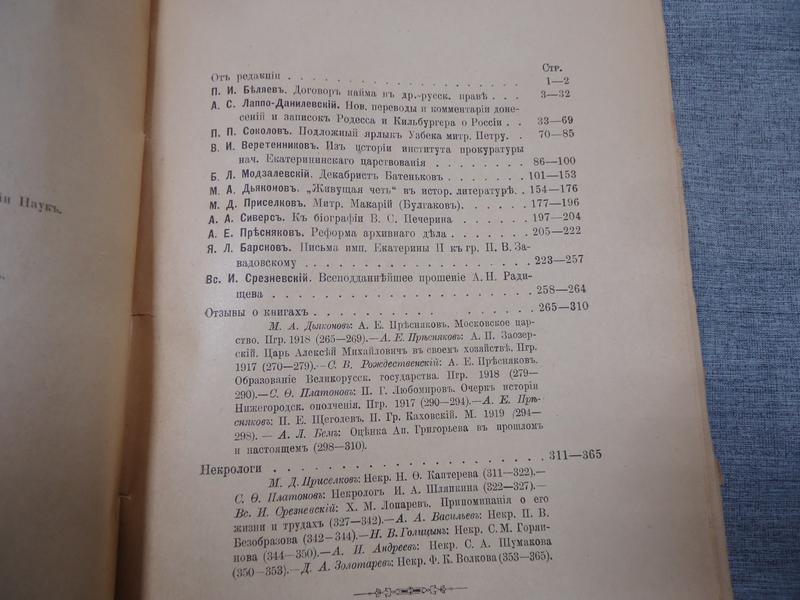 іи Наукъ.
Стр.
Отъ редакціи . . . . . . . . . . . . . . . . 1—2
П. И. Бѣляевъ. Договоръ найма въ др.-русск. правѣ . . . 3—32
А. С. Лаппо-Данилевскій. Нов. переводы и комментаріи доне-
сеній и записокъ Родесса и Кильбургера о Россіи . . 33—69
П. П. Соколовъ. Подложный ярлыкъ Узбека митр. Петру. . 70—85
В. И. Веретенниковъ. Изъ исторіи института прокуратуры
нач. Екатерининскаго царствованія . . . . . . . . 86—100
Б. Л. Модзалевскій. Декабристъ Батеньковъ . . . . . . . 101—153
М. А. Дьяконовъ. „Живущая четь“ въ истор. литературѣ. . 154—176
М. Д. Приселковъ. Митр. Макарій (Булгаковъ). . . . . . 177—196
А. А. Сиверсъ. Къ біографіи В. С. Печерина . . . . . . 197—204
А. Е. Прѣсняковъ. Реформа архивнаго дѣла . . . . . . . 205—222
Я. Л. Барсковъ. Письма имп. Екатерины II къ гр. П. В. За-
вадовскому . . . . . . . . . . . . . . . . 223—257
Вс. И. Срезневскій. Всеподданнѣйшее прошеніе А. Н. Ради-
щева . . . . . . . . . . . . . . . . . . 258—264
Отзывы о книгахъ . . . . . . . . . . . . . . . 265—310
М. А. Дьяконовъ: А. Е. Прѣсняковъ. Московское цар-
ство. Пгр. 1918 (265—269).—А. Е. Прѣсняковъ: А. П. Заозер-
скій. Царь Алексѣй Михайловичъ въ своемъ хозяйствѣ. Пгр.
1917 (270—279).—С. В. Рождественскій: А. Е. Прѣсняковъ.
Образованіе Великорусск. государства. Пгр. 1918 (279—
290).—С. Ѳ. Платоновъ: П. Г. Любомировъ. Очеркъ исторіи
Нижегородск. ополченія. Пгр. 1917 (290—294).—А. Е. Прѣ-
сняковъ: П. Е. Щеголевъ. П. Гр. Каховскій. М. 1919 (294—
298). — А. Л. Бемъ: Оцѣнка Ап. Григорьева въ прошломъ
и настоящемъ (298—310).
Некрологи . . . . . . . . . . . . . . . . . . 311—365
М. Д. Приселковъ: Некр. Н. Ѳ. Каптерева (311—322).—
С. Ѳ. Платоновъ: Некрологъ И. А. Шляпкина (322—327).—
Вс. И. Срезневскій: Х. М. Лопаревъ. Припоминанія о его
жизни и трудахъ (327—342).—А. А. Васильевъ: Некр. П. В.
Безобразова (342—344).—Н. В. Голицынъ: Некр. С. М. Горяи-
нова (344—350).—А. И. Андреевъ: Некр. С. А. Шумакова
(350—353).—Д. А. Золотаревъ: Некр. Ф. К. Волкова (353—365).